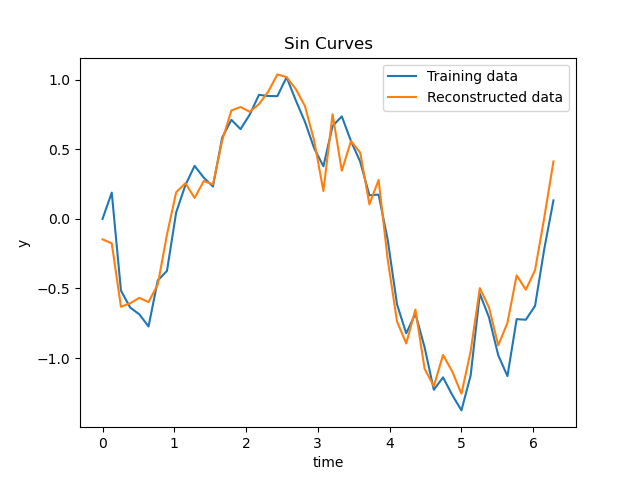 Sin Curves
Training data
Reconstructed data
1.0
0.5
0.0
−0.5
−1.0
y
0 1 2 3 4 5 6
time